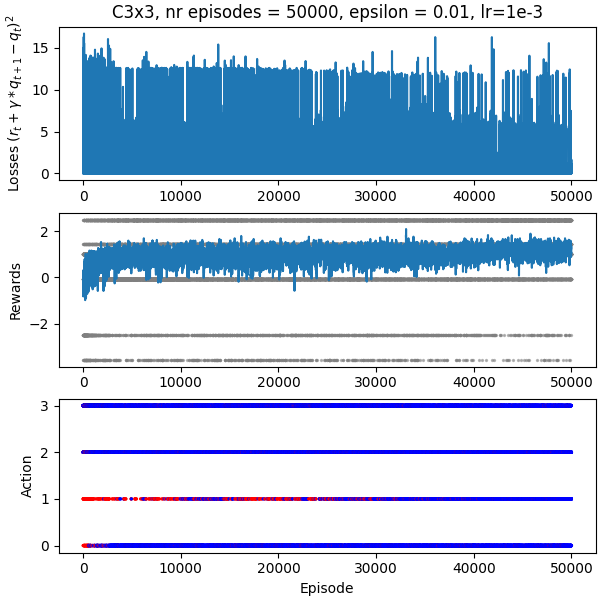 C3x3, nr episodes = 50000, epsilon = 0.01, lr=1e-3
Losses $(r_t + \gamma * q_{t+1} - q_t)^2$
15
10
5
0
0 10000 20000 30000 40000 50000
Rewards
2
0
−2
0 10000 20000 30000 40000 50000
Action
3
2
1
0
0 10000 20000 30000 40000 50000
Episode